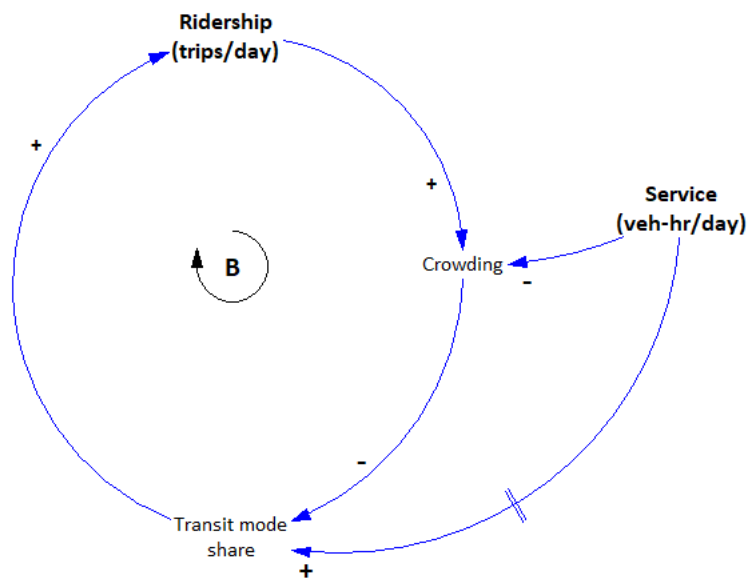 Ridership
(trips/day)
+
+
Service
(veh-hr/day)
B
Crowding
-
-
Transit mode
share
+